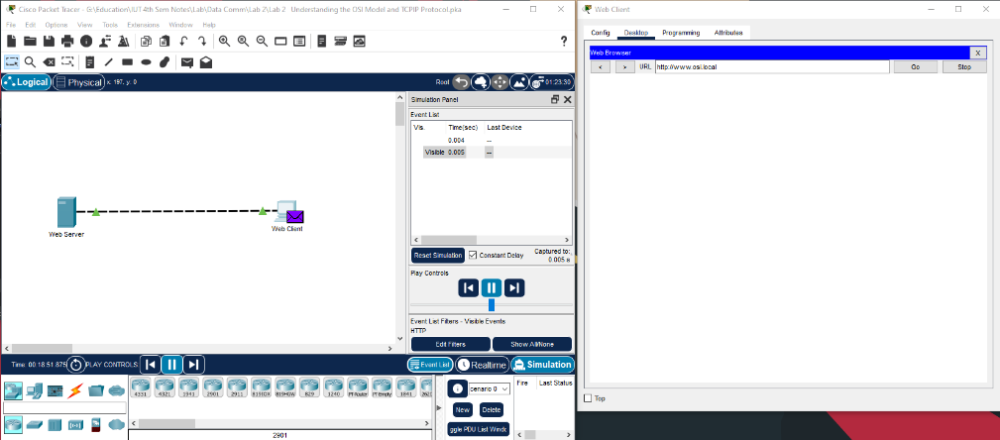 Cisco Packet Tracer - G:\Education\IUT 4th Sem Notes\Lab\Data Comm\Lab 2\Lab 2 Understanding the OSI Model and TCPIP Protocol.pka
File Edit Options View Tools Extensions Window Help
?
Logical Physical x: 197, y: 0 Root 01:23:30
Web Server
Web Client
Simulation Panel
Event List
Vis. Time(sec) Last Device
0.004 --
Visible 0.005 --
Reset Simulation Constant Delay Captured to:
0.005 s
Play Controls
Event List Filters - Visible Events
HTTP
Edit Filters Show All/None
Time: 00:18:51.875 PLAY CONTROLS: Event List Realtime Simulation
4331 4321 1941 2901 2911 819IOX 819HGW 829 1240 PT-Router PT-Empty 1841 262
2901
cenario 0
New Delete
ggle PDU List Windo
Fire Last Status
Web Client
Config Desktop Programming Attributes
Web Browser X
< > URL http://www.osi.local Go Stop
Top